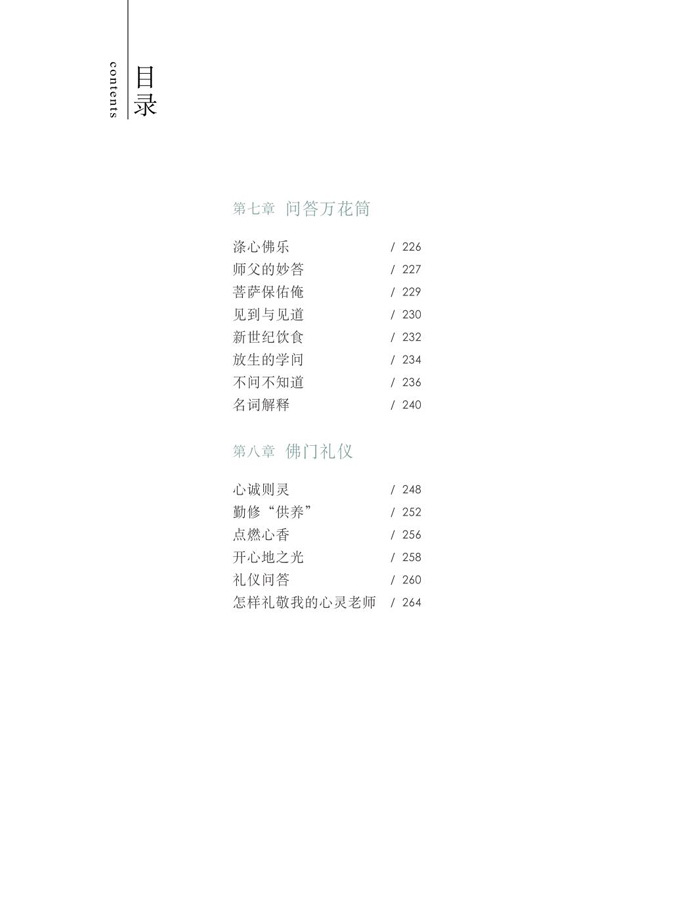 目录
contents
第七章 问答万花筒
涤心佛乐 / 226
师父的妙答 / 227
菩萨保佑俺 / 229
见到与见道 / 230
新世纪饮食 / 232
放生的学问 / 234
不问不知道 / 236
名词解释 / 240
第八章 佛门礼仪
心诚则灵 / 248
勤修“供养” / 252
点燃心香 / 256
开心地之光 / 258
礼仪问答 / 260
怎样礼敬我的心灵老师 / 264